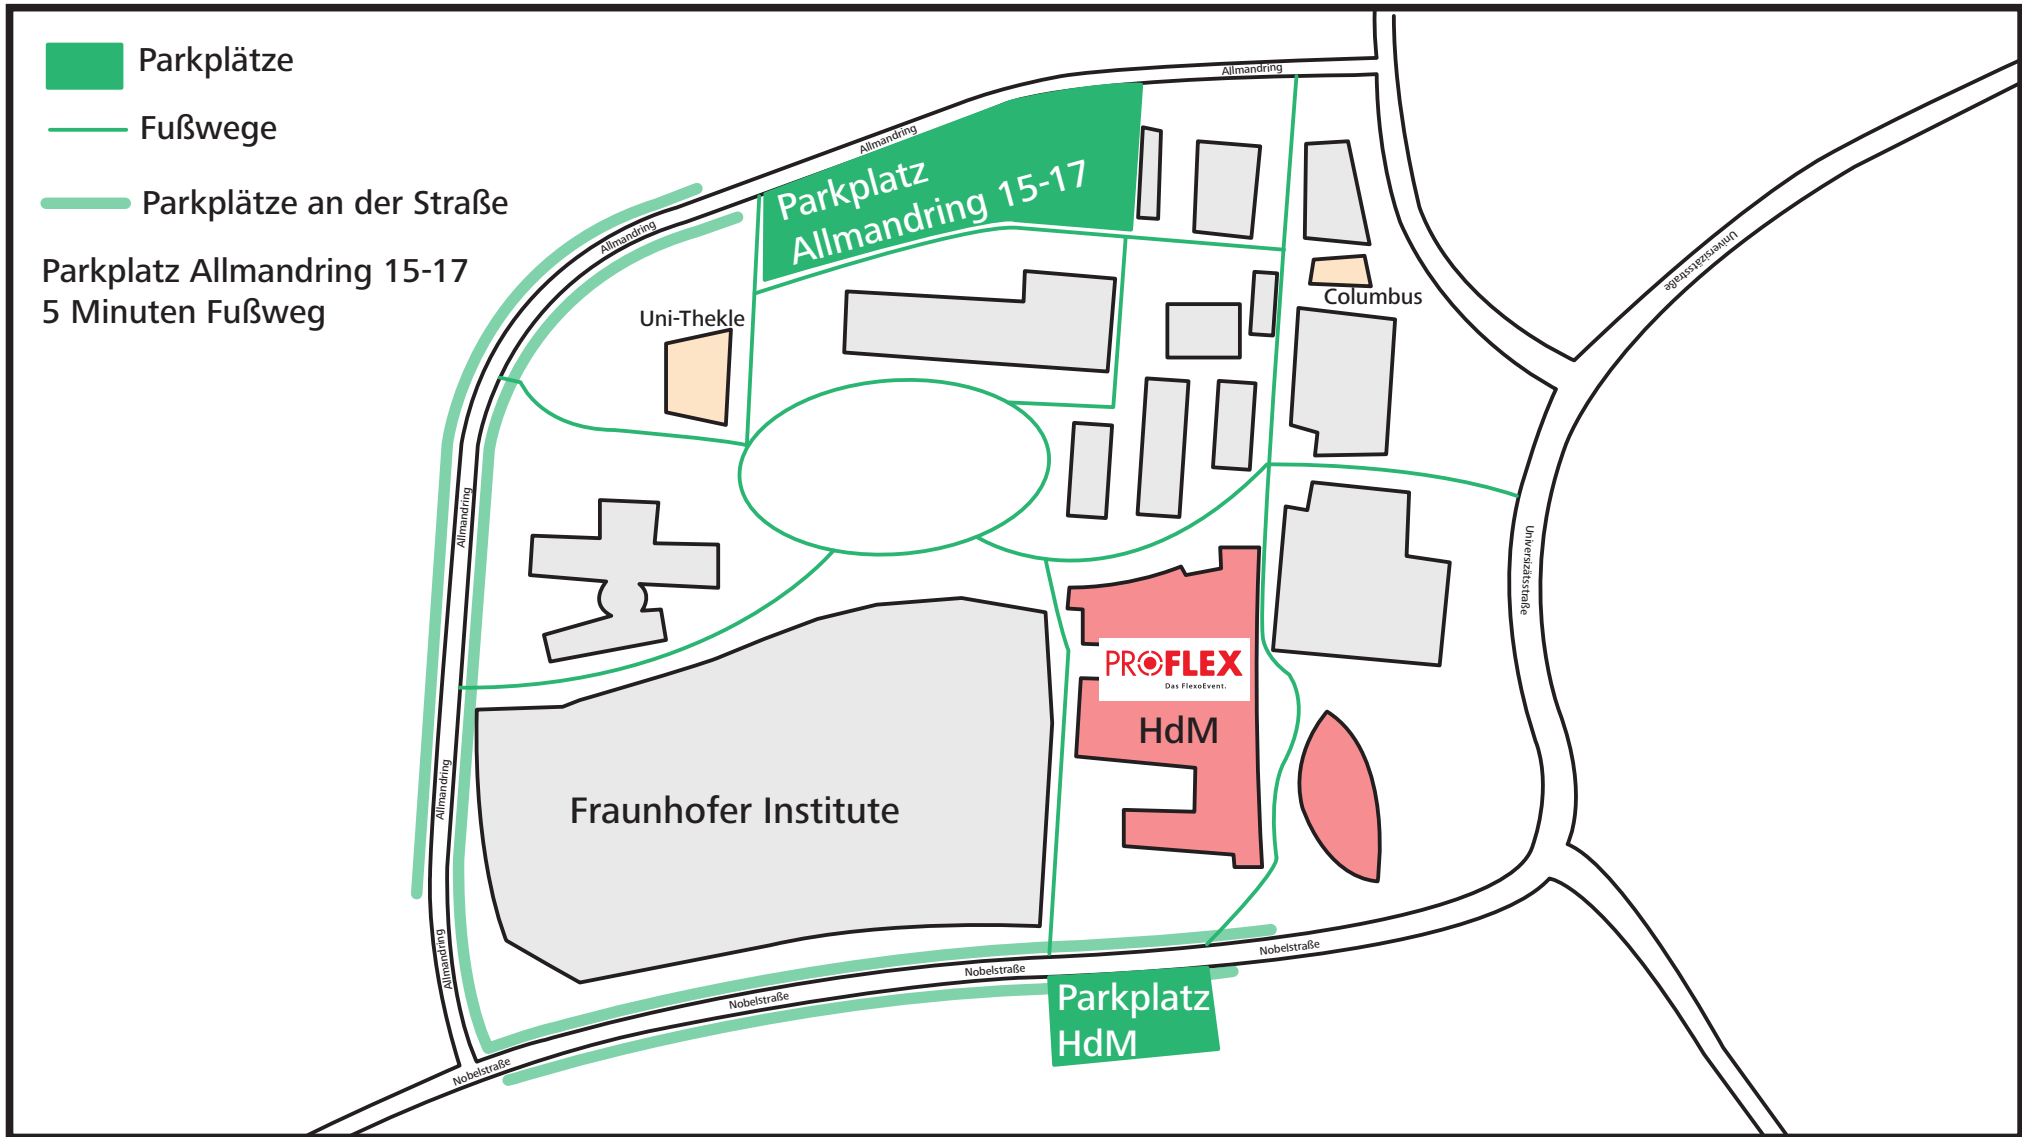 Parkplätze
Fußwege
Parkplätze an der Straße
Parkplatz Allmandring 15-17
5 Minuten Fußweg
Allmandring
Allmandring
Parkplatz
Allmandring 15-17
Allmandring
Universizätsstraße
Columbus
Uni-Thekle
Allmandring
Universizätsstraße
PROFLEX
Das FlexoEvent.
HdM
Allmandring
Fraunhofer Institute
Allmandring
Nobelstraße
Nobelstraße
Nobelstraße
Parkplatz
HdM
Nobelstraße